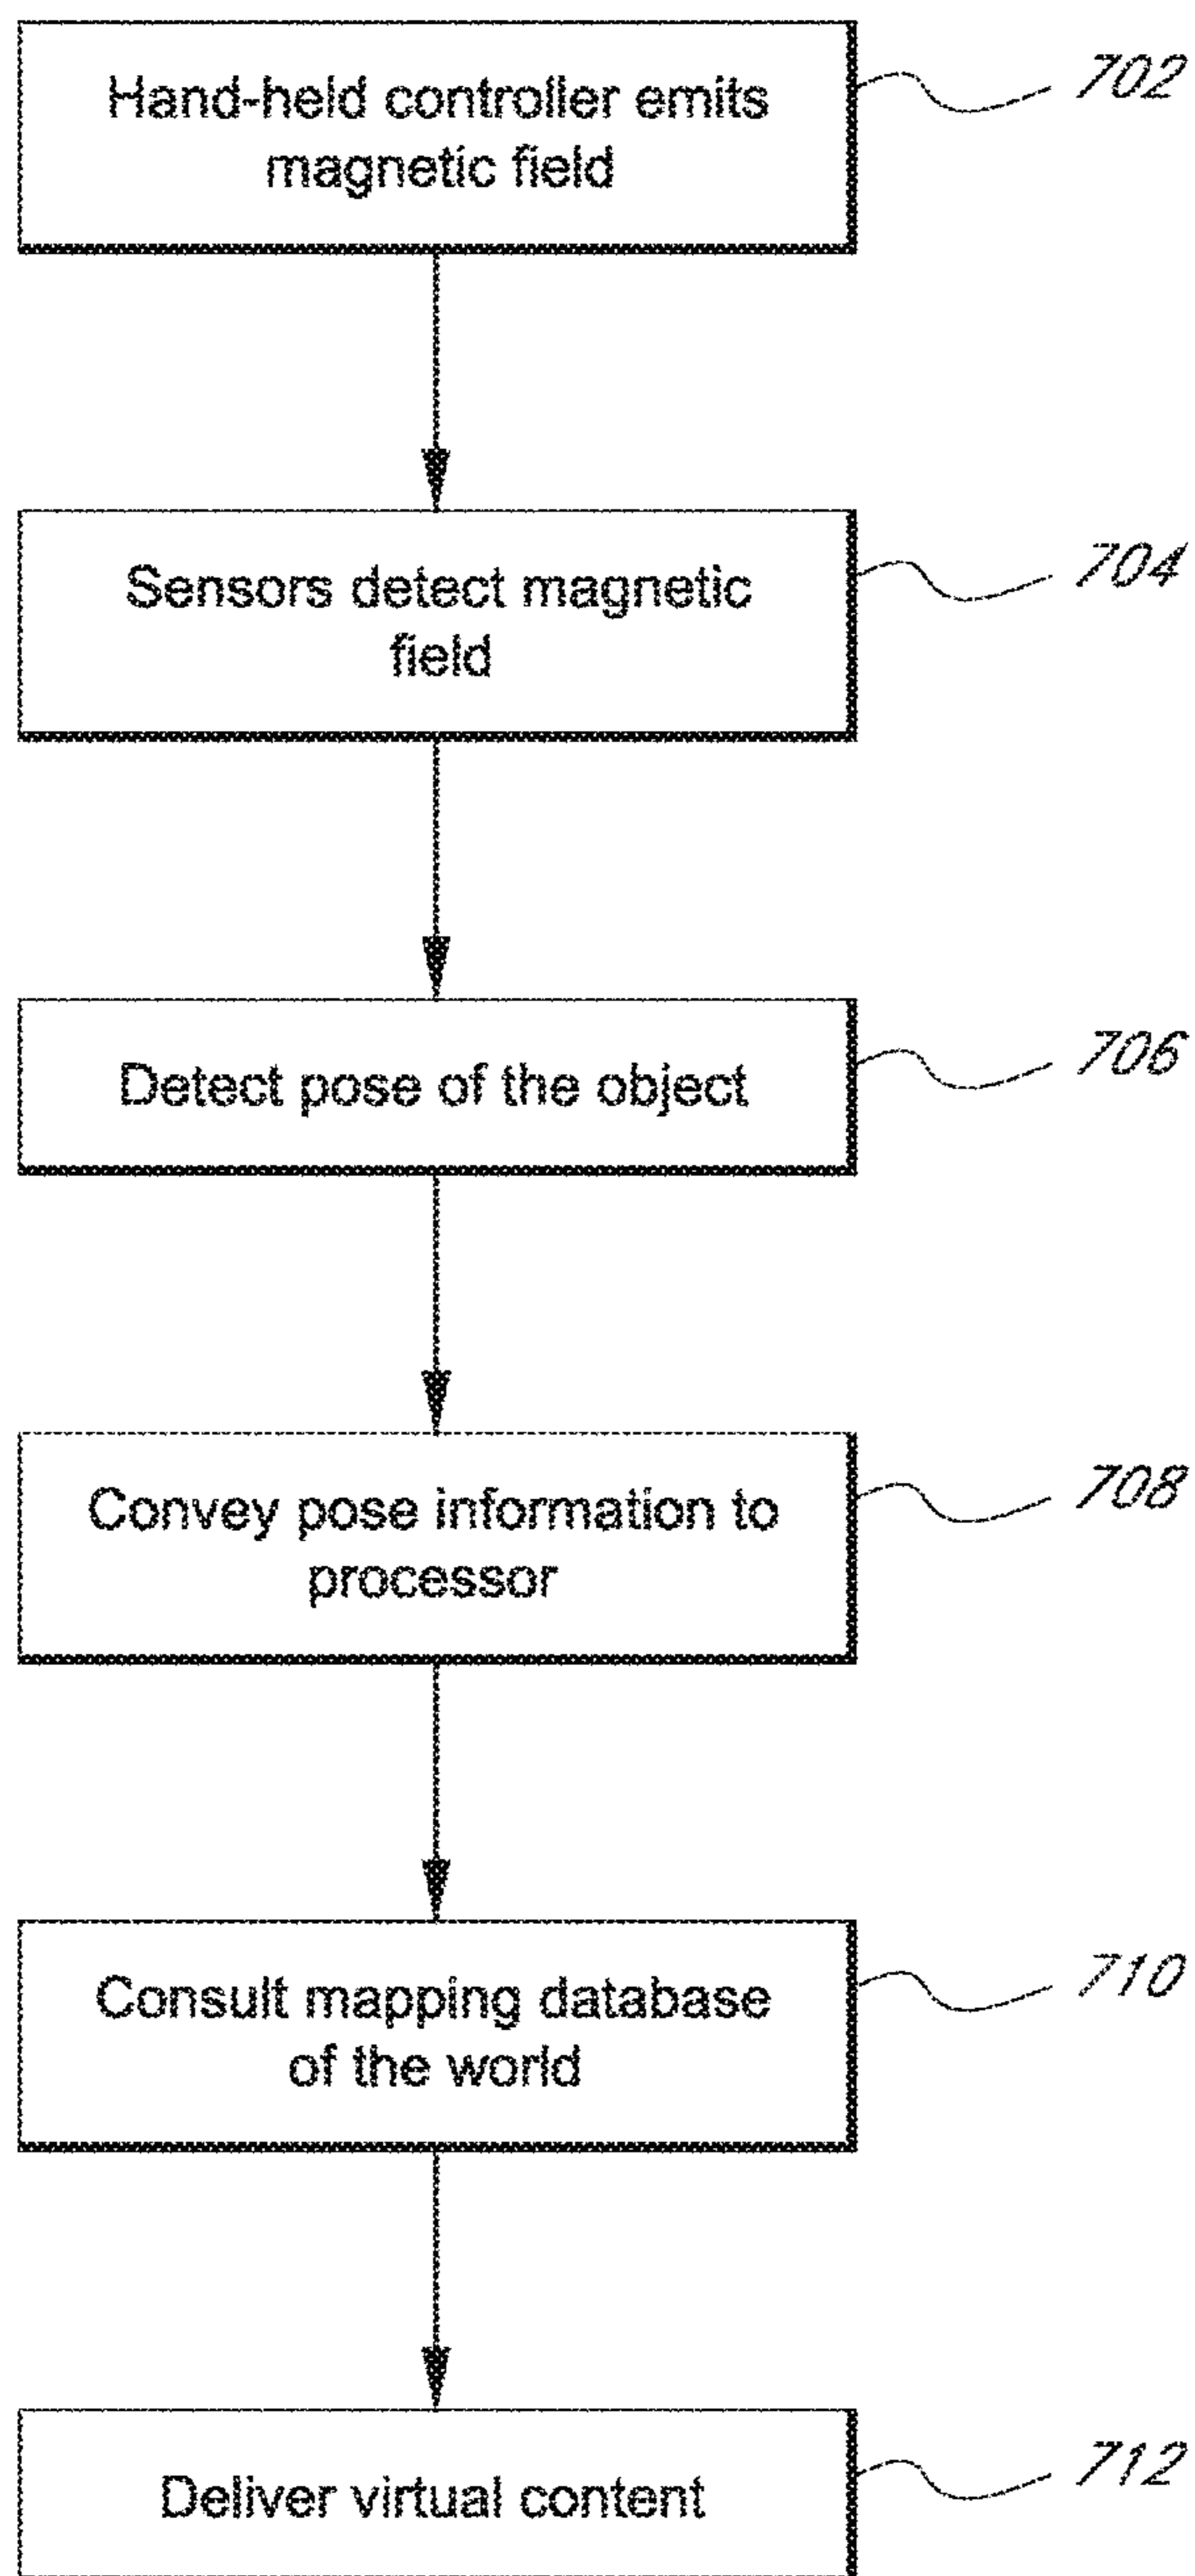 Hand-held controller emits
magnetic field
702
Sensors detect magnetic
field
704
Detect pose of the object
706
Convey pose information to
processor
708
Consult mapping database
of the world
710
Deliver virtual content
712